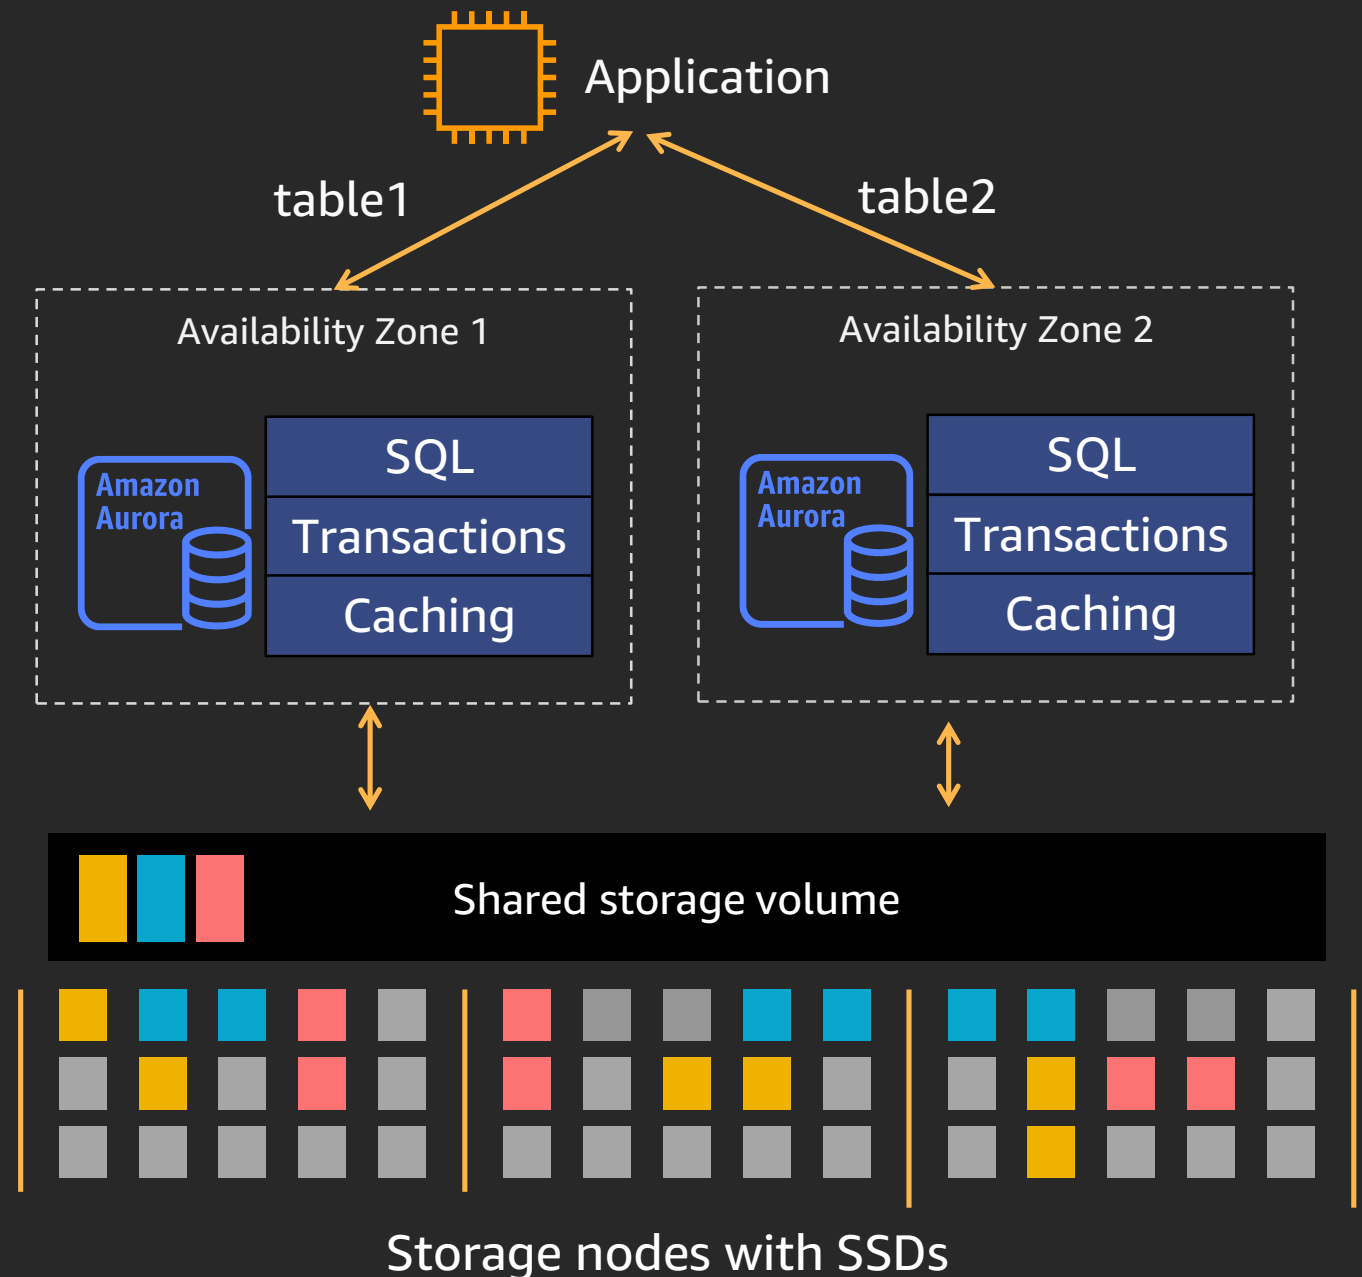 Application
table1
table2
Availability Zone 1
Amazon
Aurora
SQL
Transactions
Caching
Availability Zone 2
Amazon
Aurora
SQL
Transactions
Caching
Shared storage volume
Storage nodes with SSDs